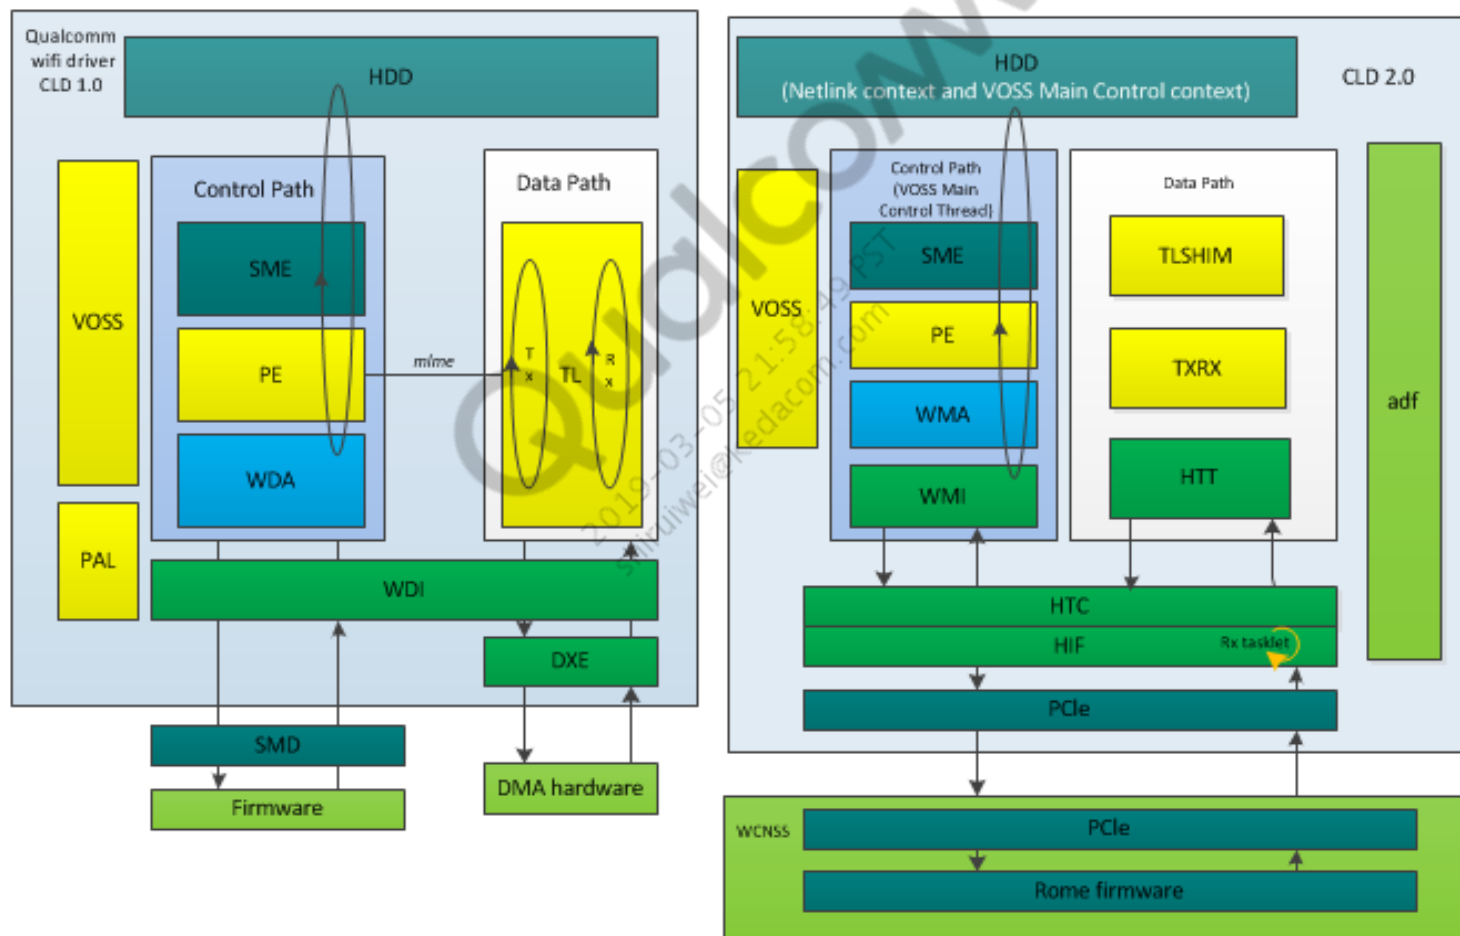 Qualcomm
wifi driver
CLD 1.0
HDD
VOSS
PAL
Control Path
SME
PE
WDA
mlme
Data Path
T
x
TL
R
x
WDI
DXE
SMD
Firmware
DMA hardware
HDD
(Netlink context and VOSS Main Control context)
CLD 2.0
VOSS
Control Path
(VOSS Main
Control Thread)
SME
PE
WMA
WMI
Data Path
TLSHIM
TXRX
HTT
adf
HTC
HIF
Rx tasklet
PCIe
WCNSS
PCIe
Rome firmware
Qualcomm
2019-03-05 21:58:49 PST
shiruiwei@kedacom.com